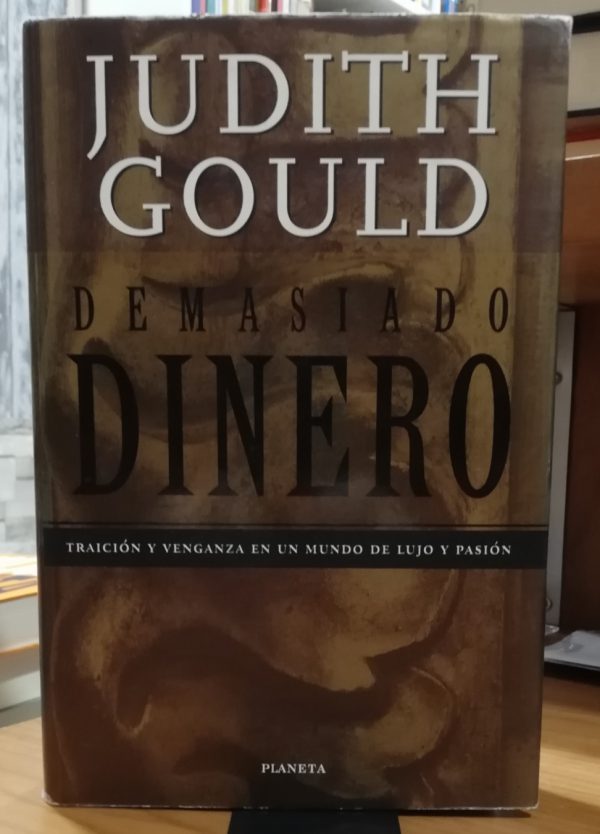 JUDITH
GOULD
DEMASIADO
DINERO
TRAICIÓN Y VENGANZA EN UN MUNDO DE LUJO Y PASIÓN
PLANETA